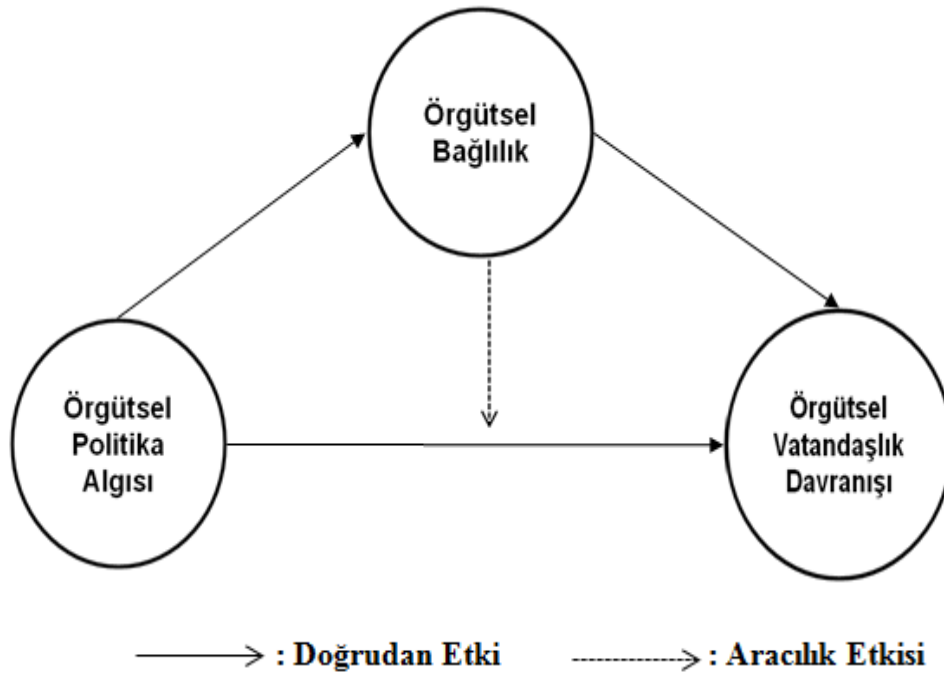 Örgütsel
Bağlılık
Örgütsel
Politika
Algısı
Örgütsel
Vatandaşlık
Davranışı
: Doğrudan Etki
: Aracılık Etkisi